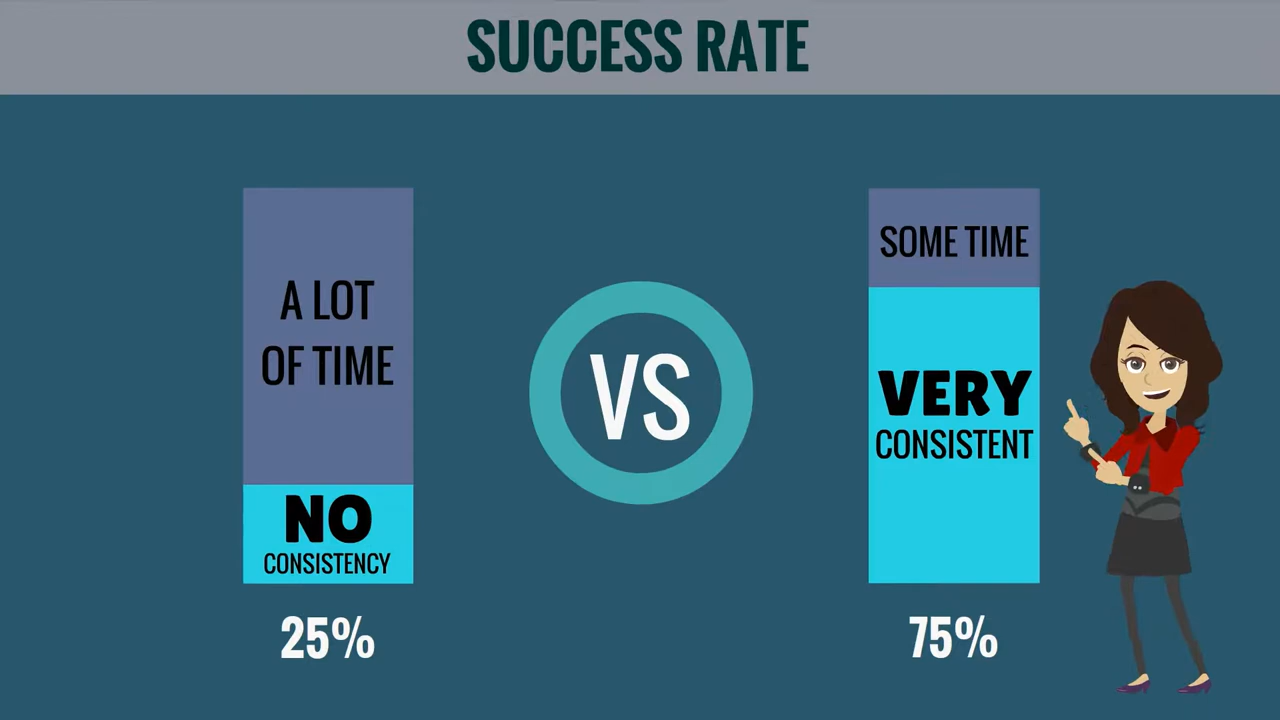 SUCCESS RATE
A LOT
OF TIME
NO
CONSISTENCY
25%
VS
SOME TIME
VERY
CONSISTENT
75%